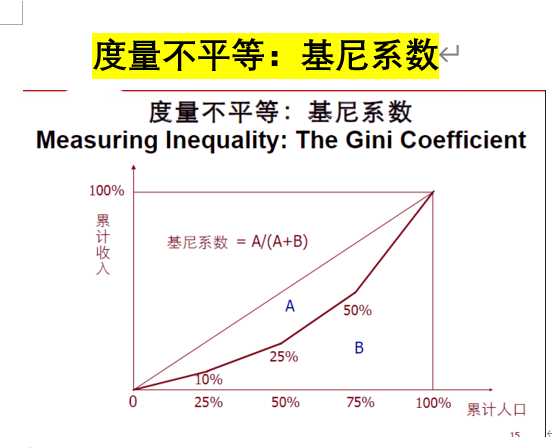 度量不平等：基尼系数
度量不平等：基尼系数
Measuring Inequality: The Gini Coefficient
100%
累计收入
基尼系数 = A/(A+B)
A
50%
B
25%
10%
0
25%
50%
75%
100%
累计人口
15